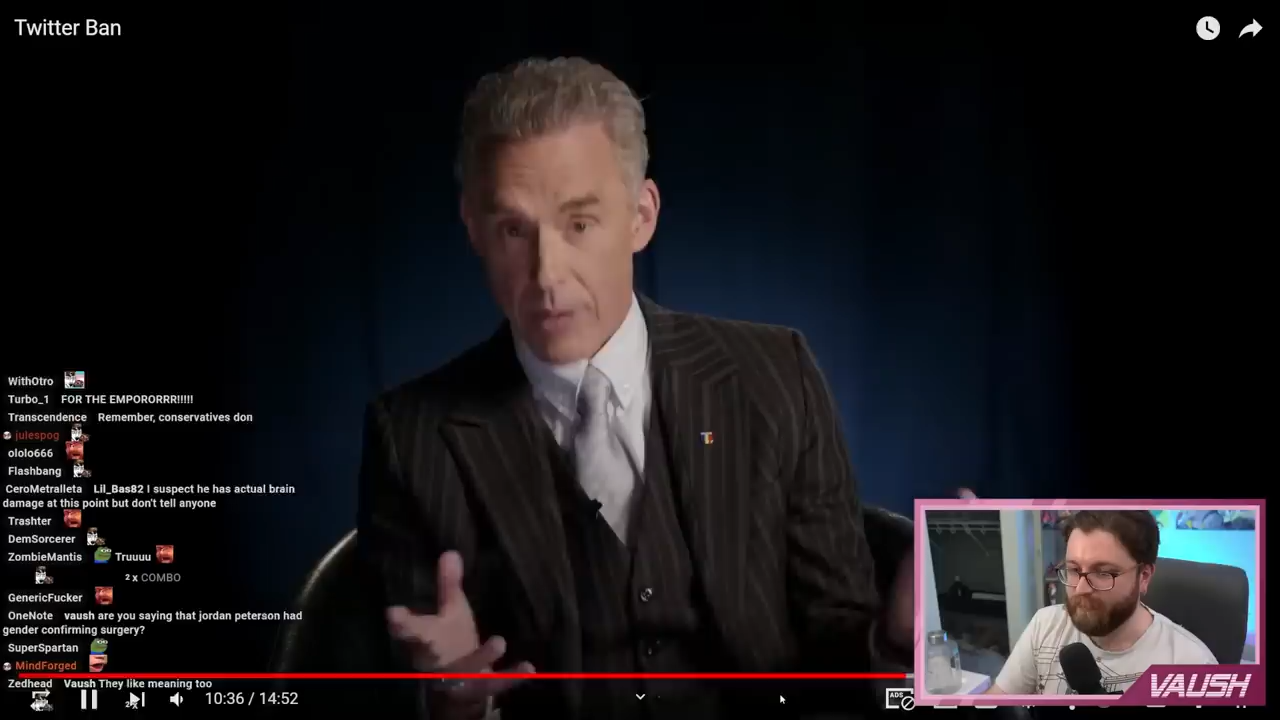 Twitter Ban
WithOtro
Turbo_1 FOR THE EMPORORRR!!!!!
Transcendence Remember, conservatives don
julespog
ololo666
Flashbang
CeroMetralleta Lil_Bas82 I suspect he has actual brain
damage at this point but don't tell anyone
Trashter
DemSorcerer
ZombieMantis Truuuu
2 x COMBO
GenericFucker
OneNote vaush are you saying that jordan peterson had
gender confirming surgery?
SuperSpartan
MindForged
Zedhead Vaush They like meaning too
10:36 / 14:52
ADS
VAUSH